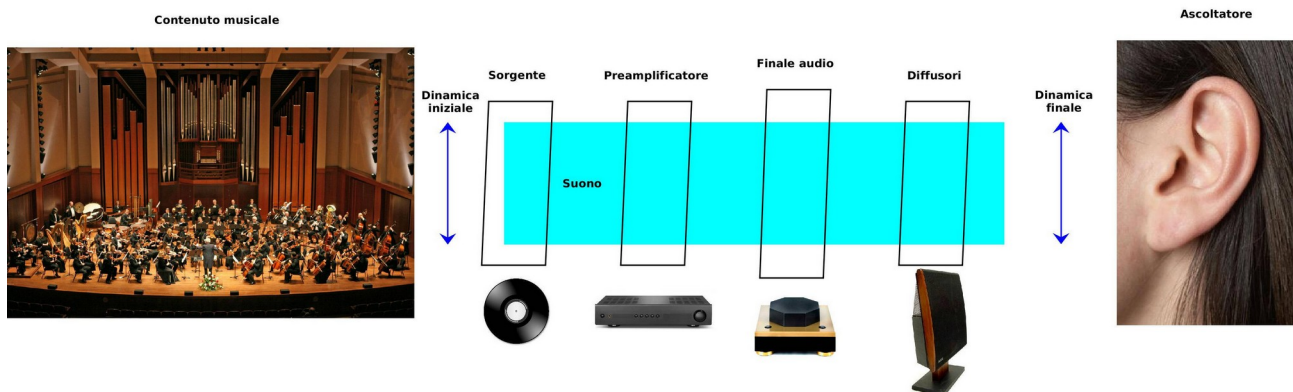 Contenuto musicale
Ascoltatore
Sorgente
Preamplificatore
Finale audio
Diffusori
Dinamica
iniziale
Dinamica
finale
Suono